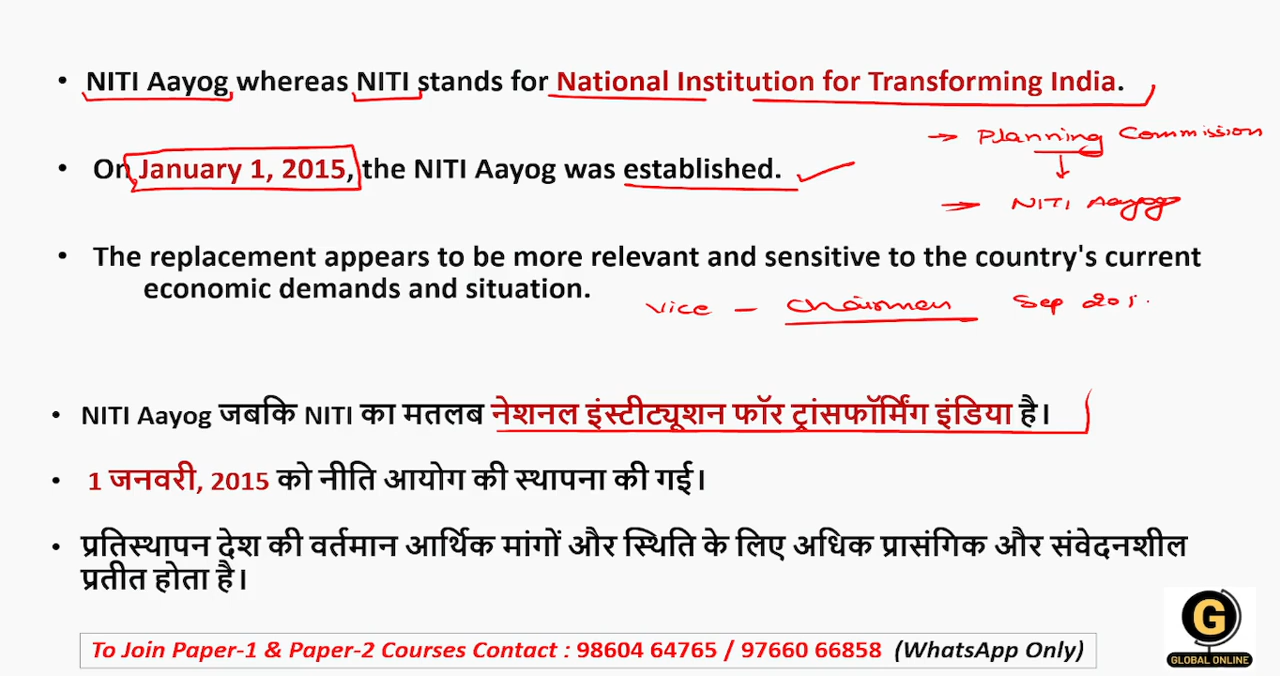 • NITI Aayog whereas NITI stands for National Institution for Transforming India.
→ Planning Commission
• On January 1, 2015, the NITI Aayog was established.
→ NITI Aayog
• The replacement appears to be more relevant and sensitive to the country's current
economic demands and situation.
Vice - Chairman Sep
• NITI Aayog जबकि NITI का मतलब नेशनल इंस्टीट्यूशन फॉर ट्रांसफॉर्मिंग इंडिया है।
• 1 जनवरी, 2015 को नीति आयोग की स्थापना की गई।
• प्रतिस्थापन देश की वर्तमान आर्थिक मांगों और स्थिति के लिए अधिक प्रासंगिक और संवेदनशील
प्रतीत होता है।
To Join Paper-1 & Paper-2 Courses Contact : 98604 64765 / 97660 66858 (WhatsApp Only)
G
GLOBAL ONLINE